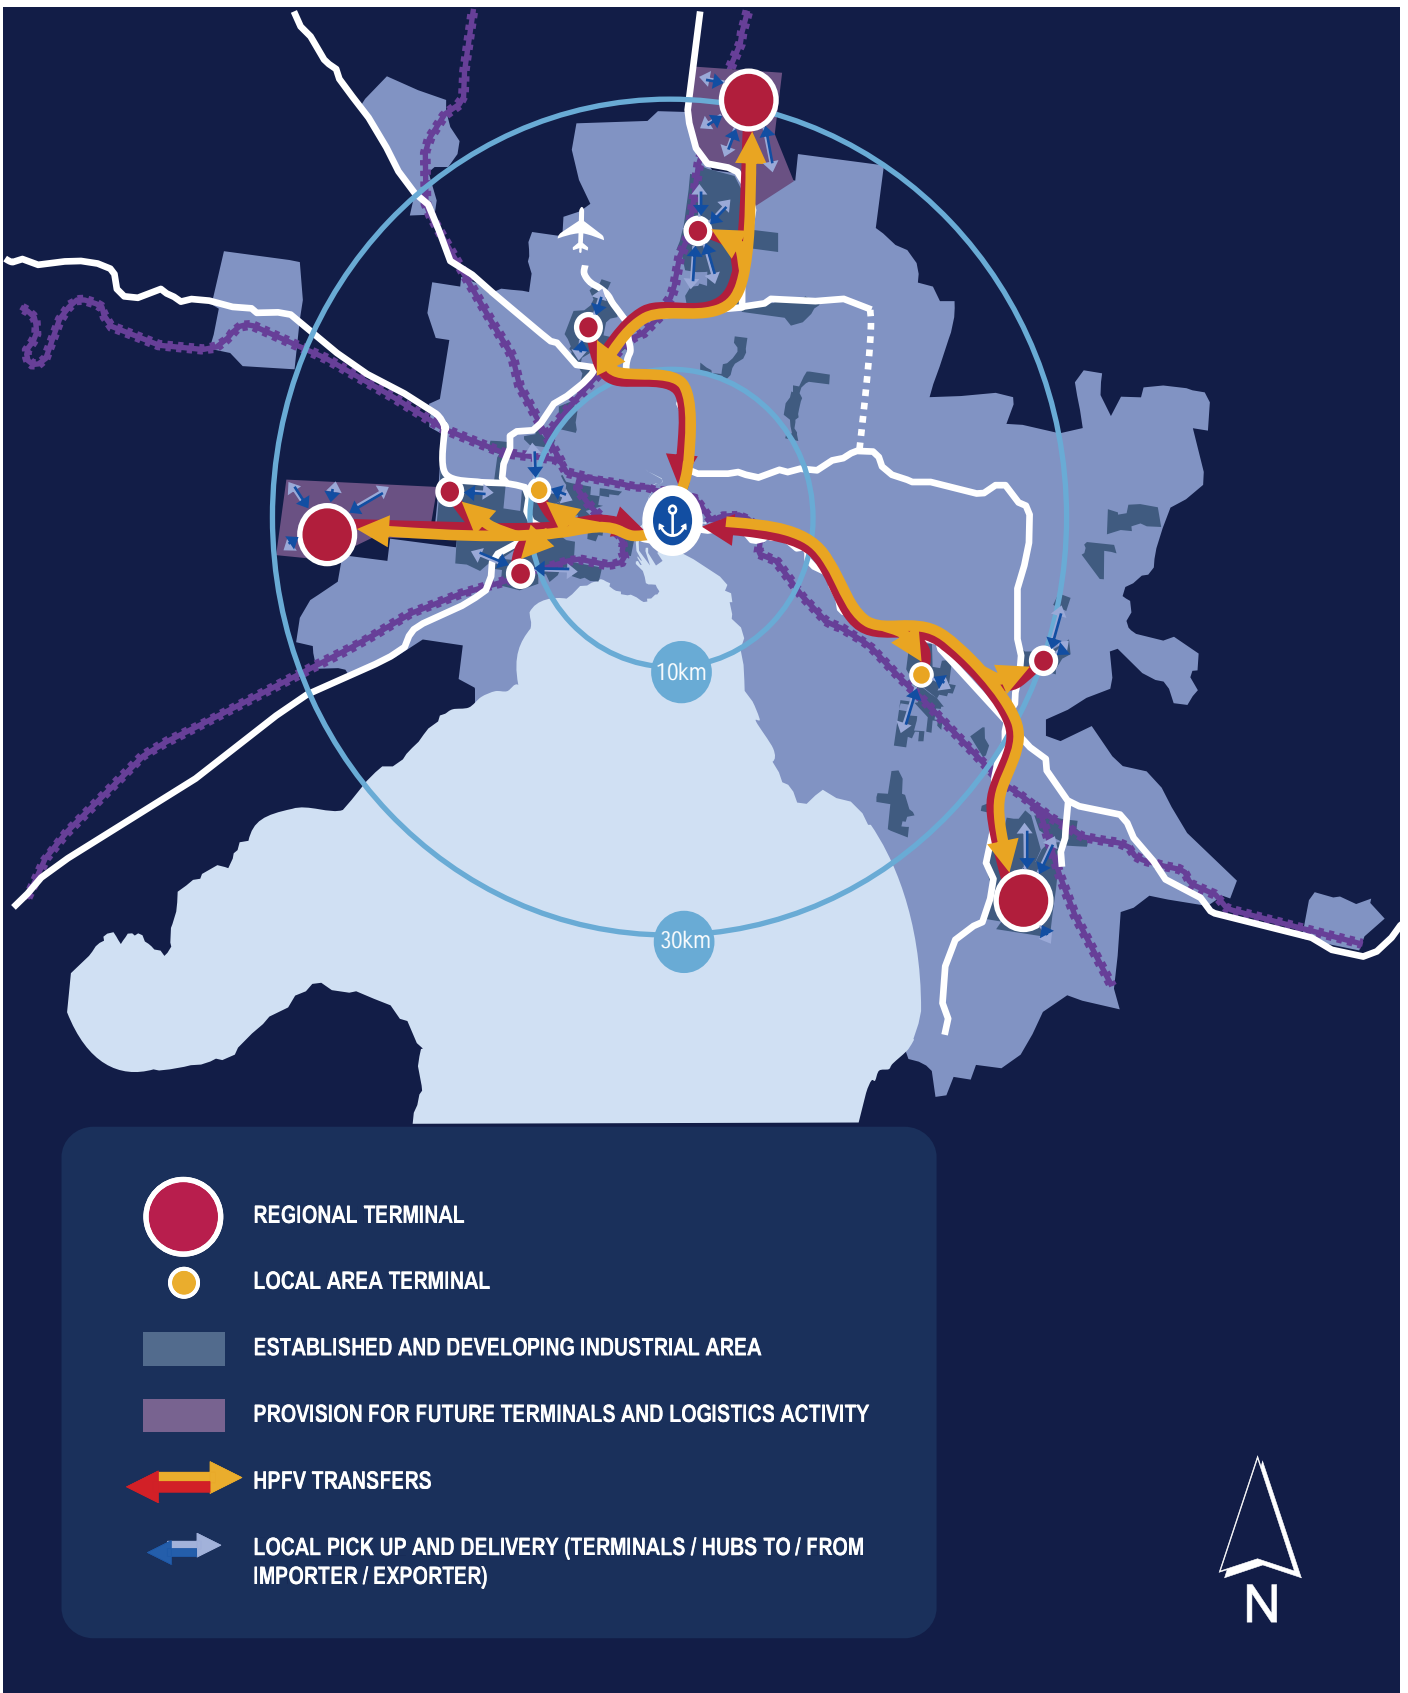 10km
30km
REGIONAL TERMINAL
LOCAL AREA TERMINAL
ESTABLISHED AND DEVELOPING INDUSTRIAL AREA
PROVISION FOR FUTURE TERMINALS AND LOGISTICS ACTIVITY
HPFV TRANSFERS
LOCAL PICK UP AND DELIVERY (TERMINALS / HUBS TO / FROM
IMPORTER / EXPORTER)
N